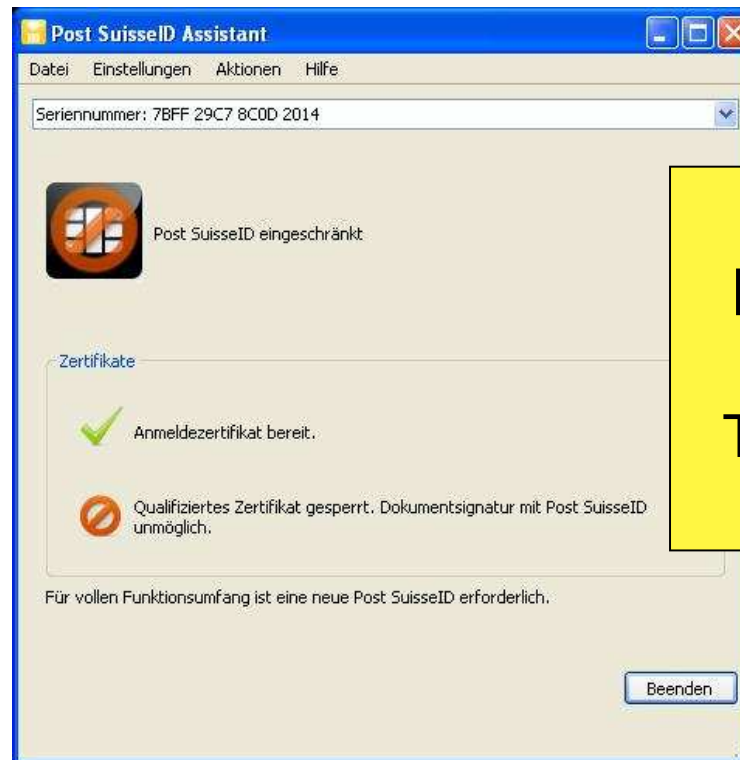 Post SuisseID Assistant
Datei Einstellungen Aktionen Hilfe
Seriennummer: 7BFF 29C7 8C0D 2014
Post SuisseID eingeschränkt
Zertifikate
Anmeldezertifikat bereit.
Qualifiziertes Zertifikat gesperrt. Dokumentsignatur mit Post SuisseID
unmöglich.
Für vollen Funktionsumfang ist eine neue Post SuisseID erforderlich.
Beenden